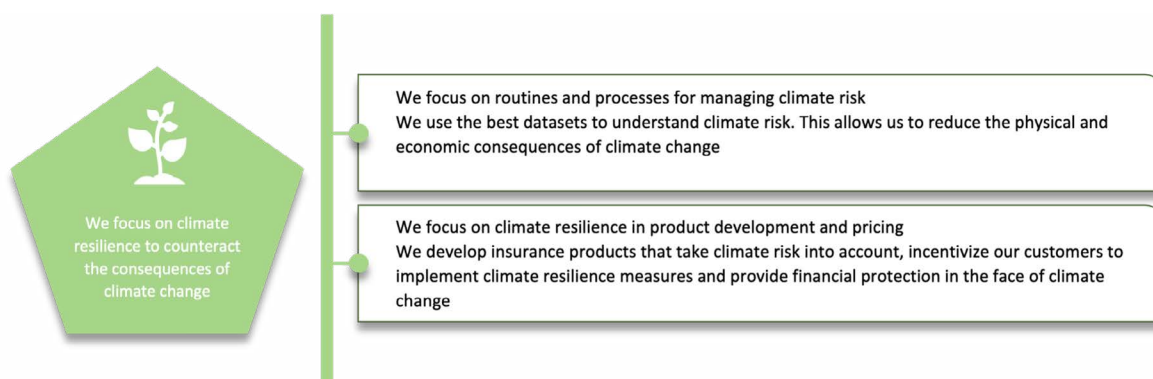 We focus on climate
resilience to counteract
the consequences of
climate change
We focus on routines and processes for managing climate risk
We use the best datasets to understand climate risk. This allows us to reduce the physical and
economic consequences of climate change
We focus on climate resilience in product development and pricing
We develop insurance products that take climate risk into account, incentivize our customers to
implement climate resilience measures and provide financial protection in the face of climate
change